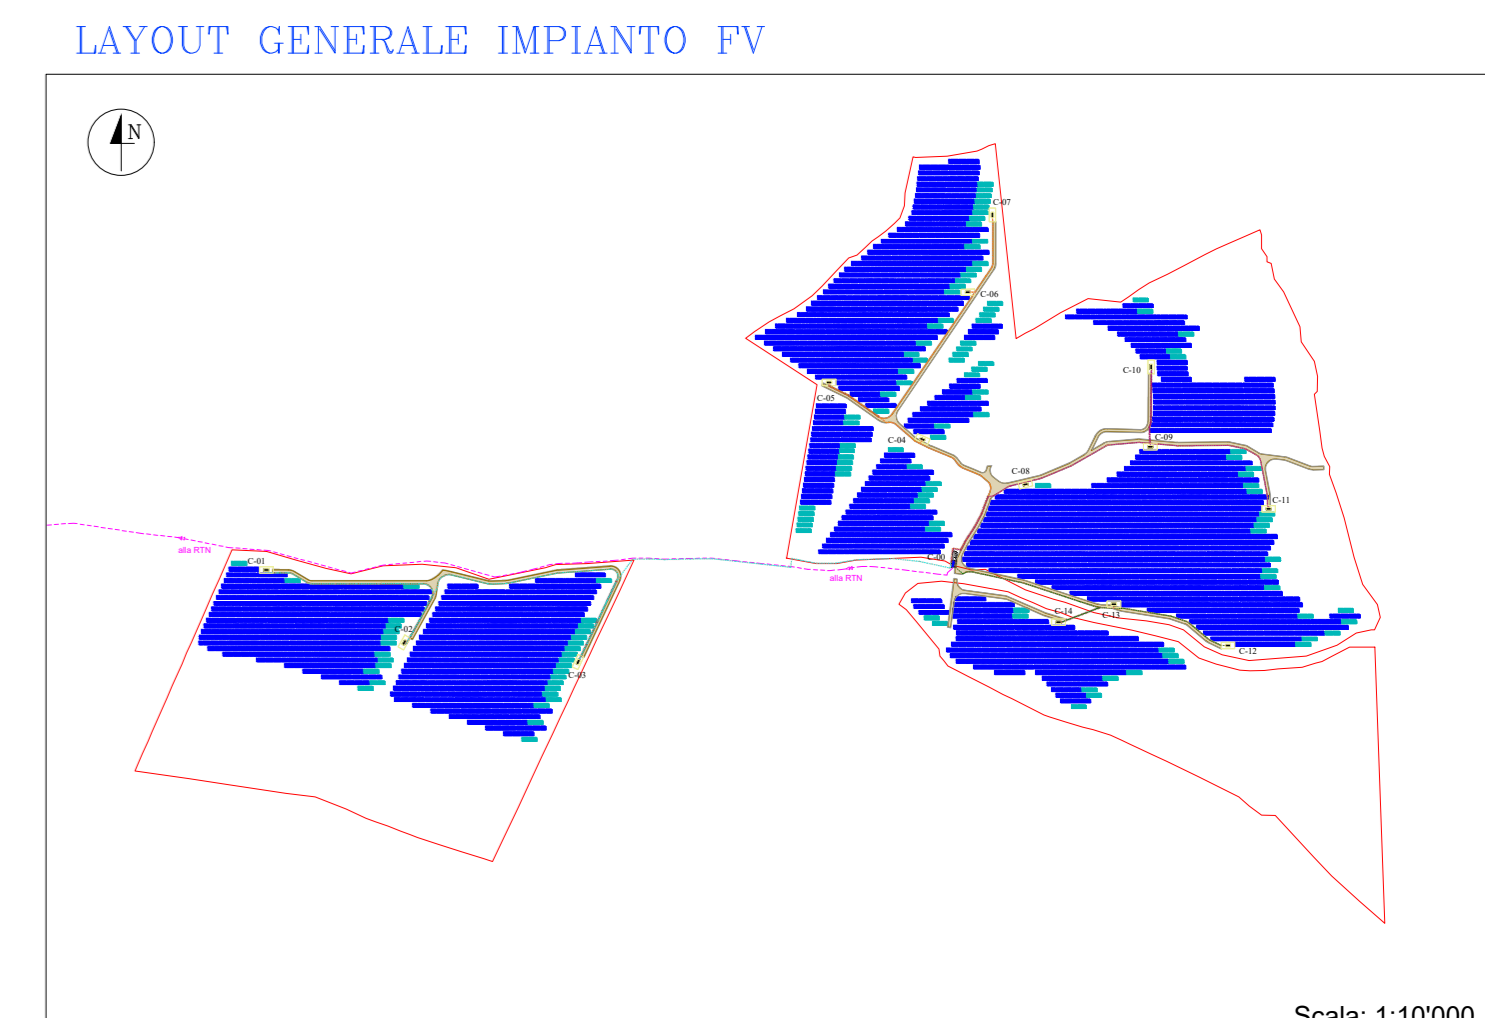 LAYOUT GENERALE IMPIANTO FV
N
C-07
C-06
C-10
C-05
C-04
C-09
C-08
C-11
alla RTN
C-01
C-00
alla RTN
C-14
C-13
C-02
C-12
C-03
Scala: 1:10'000